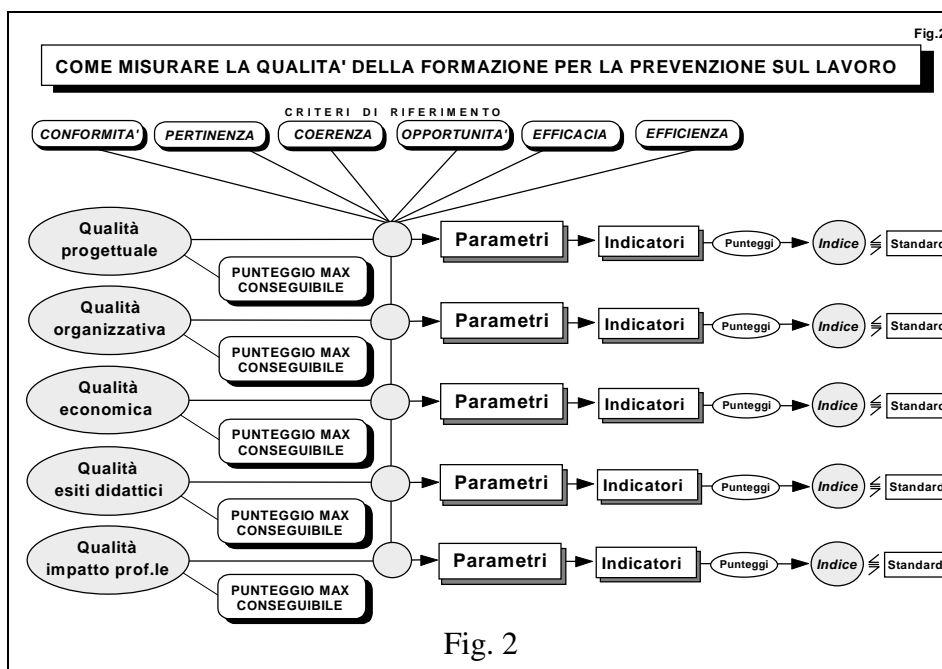 Fig.2
COME MISURARE LA QUALITA' DELLA FORMAZIONE PER LA PREVENZIONE SUL LAVORO
CRITERI DI RIFERIMENTO
CONFORMITA' PERTINENZA COERENZA OPPORTUNITA' EFFICACIA EFFICIENZA
Qualità
progettuale
Parametri Indicatori Punteggi Indice Standard
PUNTEGGIO MAX
CONSEGUIBILE
Qualità
organizzativa
Parametri Indicatori Punteggi Indice Standard
PUNTEGGIO MAX
CONSEGUIBILE
Qualità
economica
Parametri Indicatori Punteggi Indice Standard
PUNTEGGIO MAX
CONSEGUIBILE
Qualità
esiti didattici
Parametri Indicatori Punteggi Indice Standard
PUNTEGGIO MAX
CONSEGUIBILE
Qualità
impatto prof.le
Parametri Indicatori Punteggi Indice Standard
PUNTEGGIO MAX
CONSEGUIBILE
Fig. 2